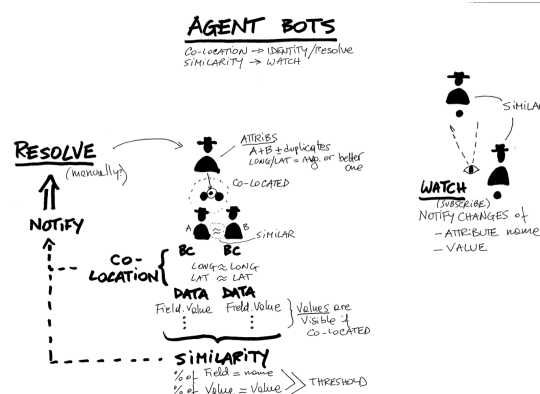 AGENT BOTS
CO-LOCATION → IDENTITY/Resolve
SIMILARITY → WATCH
ATTRIBS
A+B ± duplicates
LONG/LAT = Avg. or better one
RESOLVE
(manually?)
CO-LOCATED
NOTIFY
A ≈ B
SIMILAR
BC BC
CO-LOCATION
LONG ≈ LONG
LAT ≈ LAT
DATA DATA
Field.Value Field.Value
Values are
Visible if
CO-LOCATED
SIMILARITY
% of Field = name
% of Value = Value
THRESHOLD
SIMILA
WATCH
(SUBSCRIBE)
NOTIFY CHANGES of
- ATTRIBUTE name
- VALUE